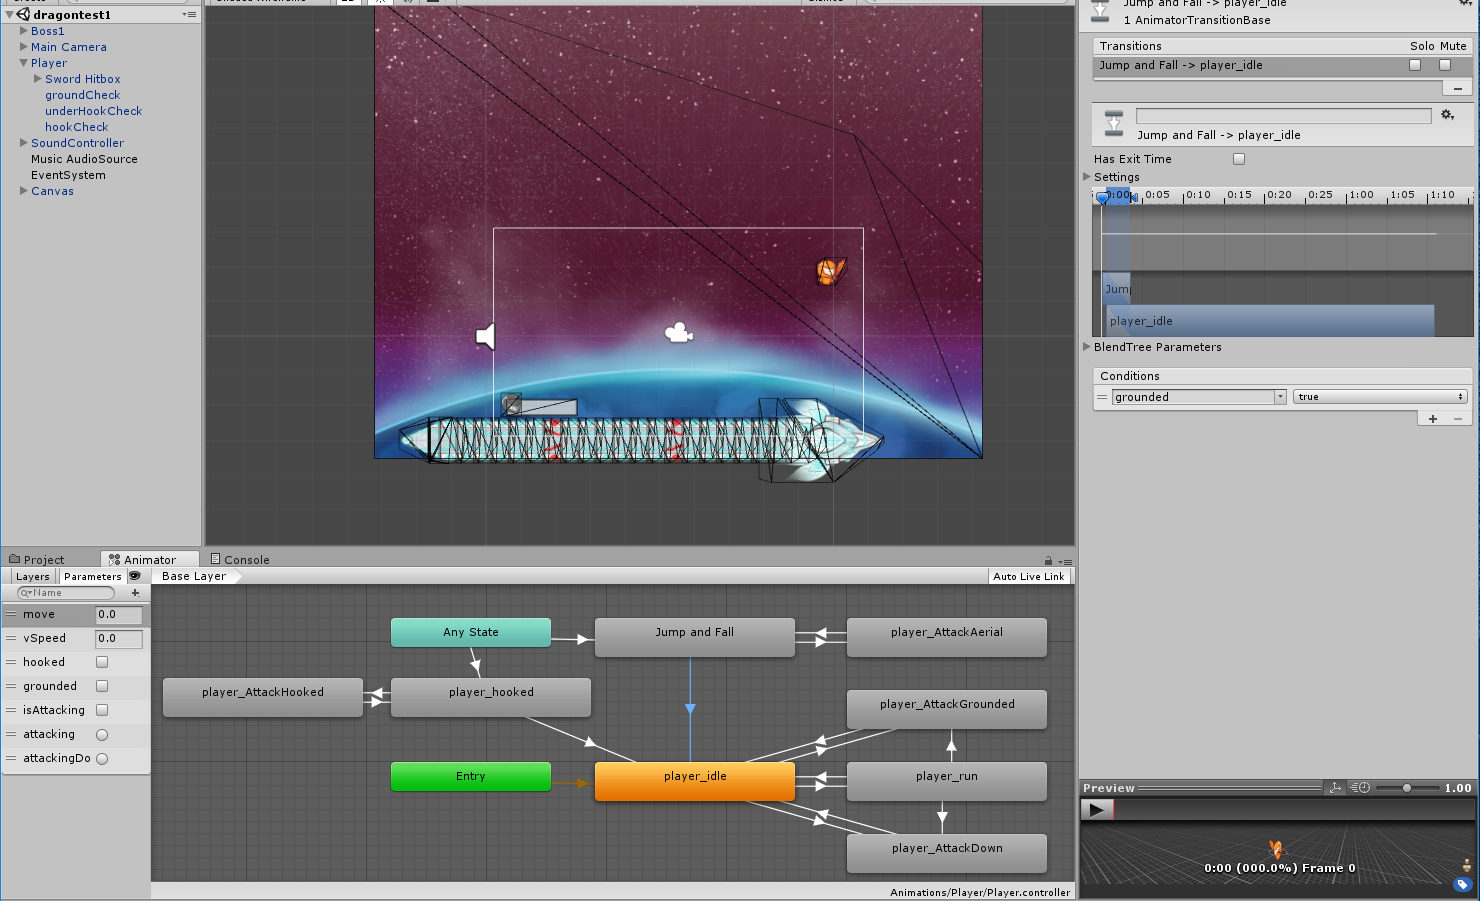 dragontest1
Boss1
Main Camera
Player
Sword Hitbox
groundCheck
underHookCheck
hookCheck
SoundController
Music AudioSource
EventSystem
Canvas
Jump and Fall -> player_idle
1 AnimatorTransitionBase
Transitions Solo Mute
Jump and Fall -> player_idle
Jump and Fall -> player_idle
Has Exit Time
Settings
0:00 0:05 0:10 0:15 0:20 0:25 1:00 1:05 1:10
Jump
player_idle
BlendTree Parameters
Conditions
grounded true
Project Animator Console
Layers Parameters Base Layer Auto Live Link
Name
move 0.0
vSpeed 0.0
hooked
grounded
isAttacking
attacking
attackingDo
Any State
Jump and Fall
player_AttackAerial
player_AttackHooked
player_hooked
player_AttackGrounded
Entry
player_idle
player_run
player_AttackDown
Animations/Player/Player.controller
Preview 1.00
0:00 (000.0%) Frame 0